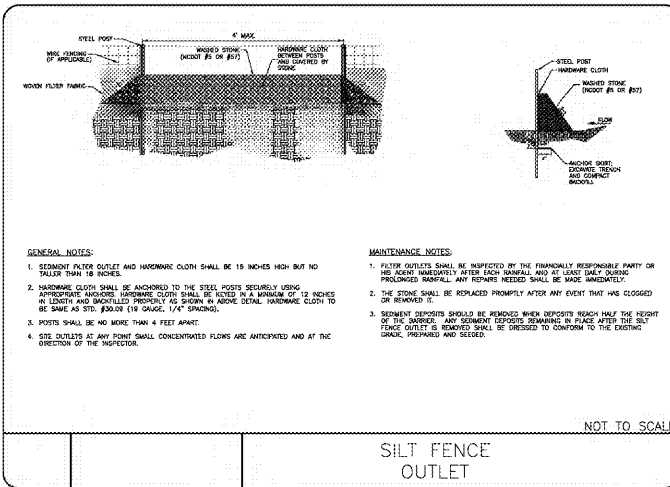 STEEL POST
4' MAX.
WIRE FENCING
(IF APPLICABLE)
WASHED STONE
(NCDOT #5 OR #57)
HARDWARE CLOTH
BETWEEN POSTS
AND COVERED BY
STONE
WOVEN FILTER FABRIC
STEEL POST
HARDWARE CLOTH
WASHED STONE
(NCDOT #5 OR #57)
FLOW
ANCHOR SKIRT;
EXCAVATE TRENCH
AND COMPACT
BACKFILL
GENERAL NOTES:
1. SEDIMENT FILTER OUTLET AND HARDWARE CLOTH SHALL BE 15 INCHES HIGH BUT NO
TALLER THAN 18 INCHES.
2. HARDWARE CLOTH SHALL BE ANCHORED TO THE STEEL POSTS SECURELY USING
APPROPRIATE ANCHORS. HARDWARE CLOTH SHALL BE KEYED IN A MINIMUM OF 12 INCHES
IN LENGTH AND BACKFILLED PROPERLY AS SHOWN IN ABOVE DETAIL. HARDWARE CLOTH TO
BE SAME AS STD. (19 GAUGE, 1/4" SPACING).
3. POSTS SHALL BE NO MORE THAN 4 FEET APART.
4. SITE OUTLETS AT ANY POINT SMALL CONCENTRATED FLOWS ARE ANTICIPATED AND AT THE
DIRECTION OF THE INSPECTOR.
MAINTENANCE NOTES:
1. FILTER OUTLETS SHALL BE INSPECTED BY THE FINANCIALLY RESPONSIBLE PARTY OR
HIS AGENT IMMEDIATELY AFTER EACH RAINFALL AND AT LEAST DAILY DURING
PROLONGED RAINFALL. ANY REPAIRS NEEDED SHALL BE MADE IMMEDIATELY.
2. THE STONE SHALL BE REPLACED PROMPTLY AFTER ANY EVENT THAT HAS CLOGGED
OR REMOVED IT.
3. SEDIMENT DEPOSITS SHOULD BE REMOVED WHEN DEPOSITS REACH HALF THE HEIGHT
OF THE BARRIER. ANY SEDIMENT DEPOSITS REMAINING IN PLACE AFTER THE SILT
FENCE OUTLET IS REMOVED SHALL BE DRESSED TO CONFORM TO THE EXISTING
GRADE, PREPARED AND SEEDED.
NOT TO SCAL
SILT FENCE
OUTLET